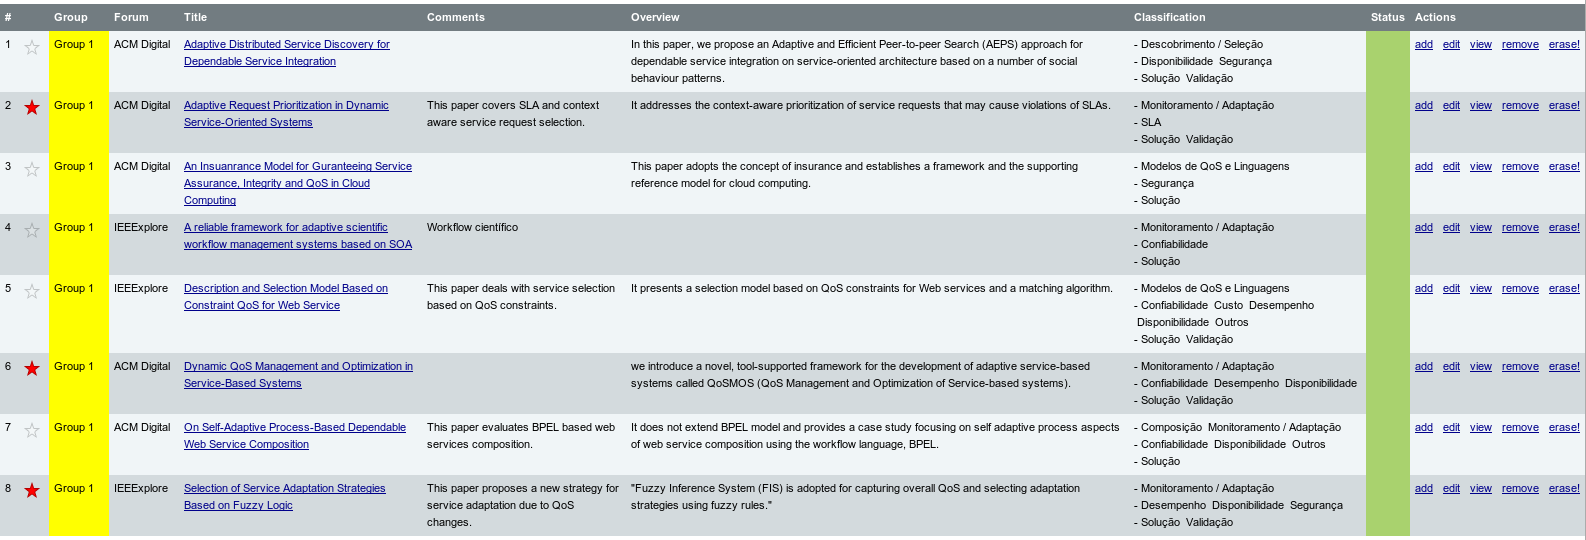 # Group Forum Title Comments Overview Classification Status Actions
1 Group 1 ACM Digital Adaptive Distributed Service Discovery for In this paper, we propose an Adaptive and Efficient Peer-to-peer Search (AEPS) approach for - Descobrimento / Seleção add edit view remove erase!
Dependable Service Integration dependable service integration on service-oriented architecture based on a number of social - Disponibilidade Segurança
behaviour patterns. - Solução Validação
2 Group 1 ACM Digital Adaptive Request Prioritization in Dynamic This paper covers SLA and context It addresses the context-aware prioritization of service requests that may cause violations of SLAs. - Monitoramento / Adaptação add edit view remove erase!
Service-Oriented Systems aware service request selection. - SLA
- Solução Validação
3 Group 1 ACM Digital An Insuanrance Model for Guranteeing Service This paper adopts the concept of insurance and establishes a framework and the supporting - Modelos de QoS e Linguagens add edit view remove erase!
Assurance, Integrity and QoS in Cloud reference model for cloud computing. - Segurança
Computing - Solução
4 Group 1 IEEExplore A reliable framework for adaptive scientific Workflow científico - Monitoramento / Adaptação add edit view remove erase!
workflow management systems based on SOA - Confiabilidade
- Solução
5 Group 1 IEEExplore Description and Selection Model Based on This paper deals with service selection It presents a selection model based on QoS constraints for Web services and a matching algorithm. - Modelos de QoS e Linguagens add edit view remove erase!
Constraint QoS for Web Service based on QoS constraints. - Confiabilidade Custo Desempenho
Disponibilidade Outros
- Solução Validação
6 Group 1 ACM Digital Dynamic QoS Management and Optimization in we introduce a novel, tool-supported framework for the development of adaptive service-based - Monitoramento / Adaptação add edit view remove erase!
Service-Based Systems systems called QoSMOS (QoS Management and Optimization of Service-based systems). - Confiabilidade Desempenho Disponibilidade
- Solução Validação
7 Group 1 ACM Digital On Self-Adaptive Process-Based Dependable This paper evaluates BPEL based web It does not extend BPEL model and provides a case study focusing on self adaptive process aspects - Composição Monitoramento / Adaptação add edit view remove erase!
Web Service Composition services composition. of web service composition using the workflow language, BPEL. - Confiabilidade Disponibilidade Outros
- Solução
8 Group 1 IEEExplore Selection of Service Adaptation Strategies This paper proposes a new strategy for "Fuzzy Inference System (FIS) is adopted for capturing overall QoS and selecting adaptation - Monitoramento / Adaptação add edit view remove erase!
Based on Fuzzy Logic service adaptation due to QoS strategies using fuzzy rules." - Desempenho Disponibilidade Segurança
changes. - Solução Validação